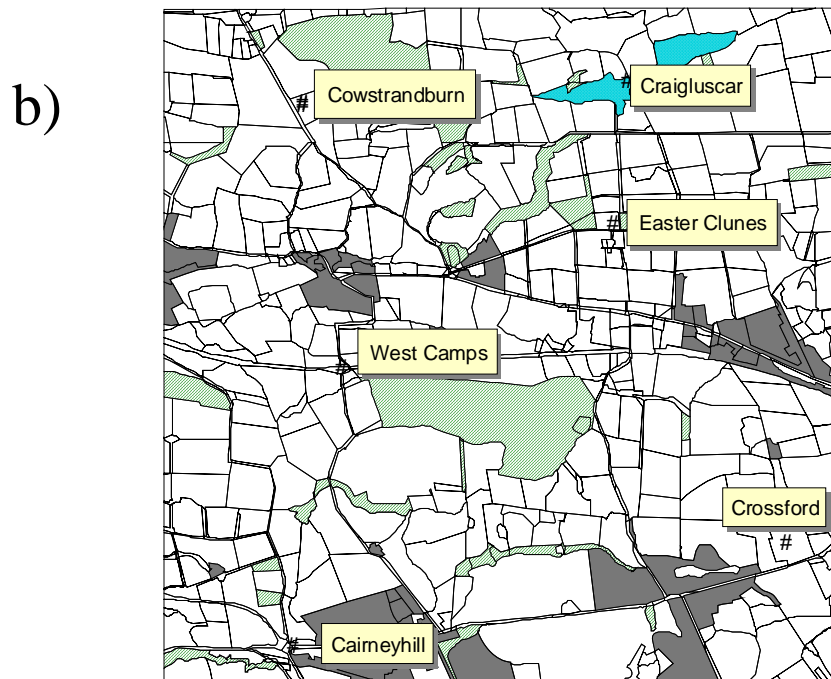 b)
# Cowstrandburn
# Craigluscar
# Easter Clunes
# West Camps
Crossford
#
# Cairneyhill